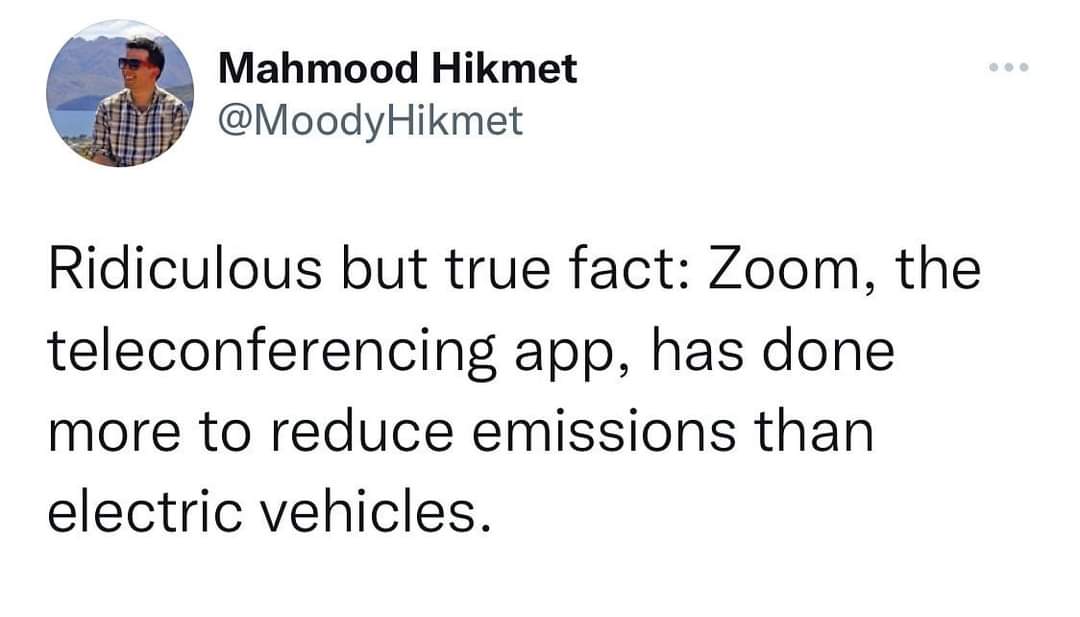 Mahmood Hikmet
@MoodyHikmet
Ridiculous but true fact: Zoom, the
teleconferencing app, has done
more to reduce emissions than
electric vehicles.